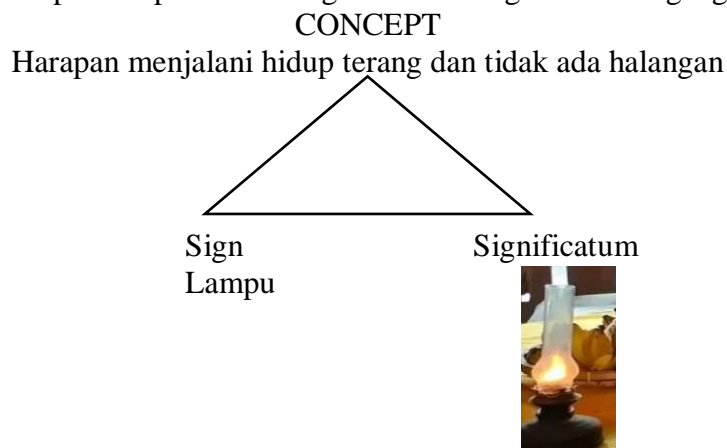 CONCEPT
Harapan menjalani hidup terang dan tidak ada halangan
Sign Significatum
Lampu